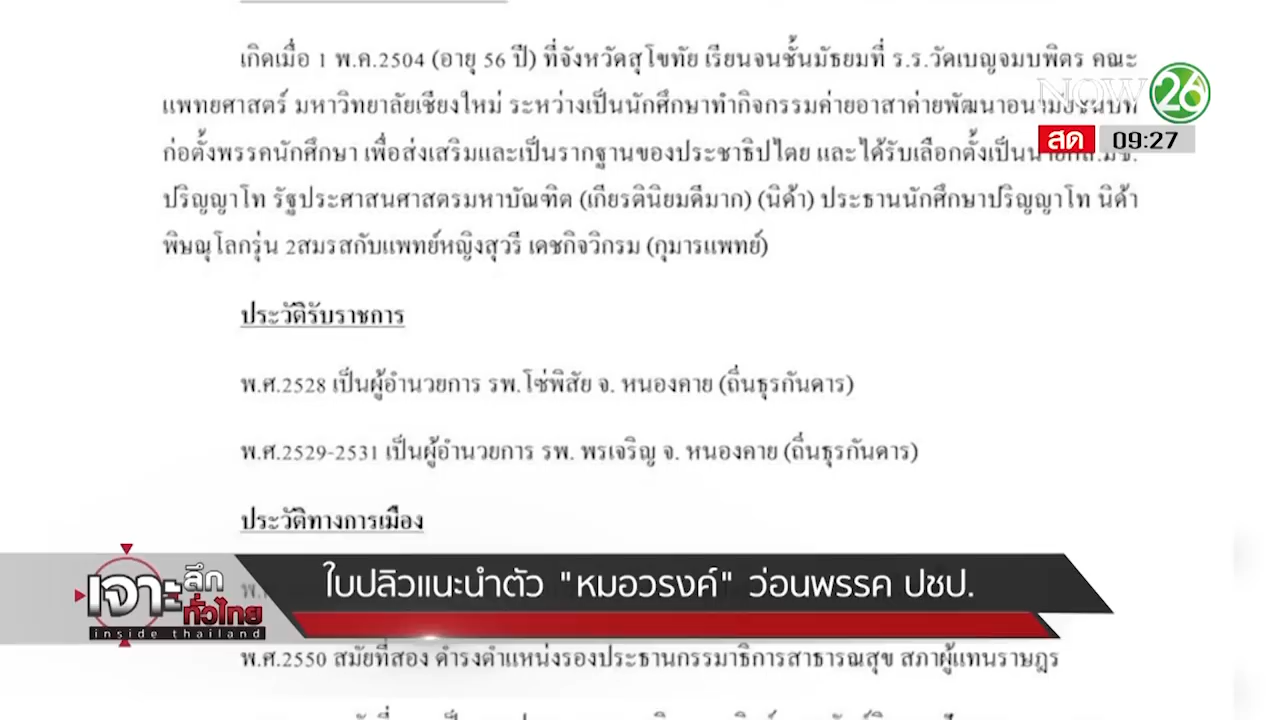 เกิดเมื่อ 1 พ.ค.2504 (อายุ 56 ปี) ที่จังหวัดสุโขทัย เรียนจนชั้นมัธยมที่ ร.ร.วัดเบญจมบพิตร คณะ
NOW 26
แพทยศาสตร์ มหาวิทยาลัยเชียงใหม่ ระหว่างเป็นนักศึกษาทำกิจกรรมค่ายอาสาค่ายพัฒนาอนามัยชนบท
สด 09:27
ก่อตั้งพรรคนักศึกษา เพื่อส่งเสริมและเป็นรากฐานของประชาธิปไตย และได้รับเลือกตั้งเป็น
ปริญญาโท รัฐประศาสนศาสตรมหาบัณฑิต (เกียรตินิยมดีมาก) (นิด้า) ประธานนักศึกษาปริญญาโท นิด้า
พิษณุโลกรุ่น 2สมรสกับแพทย์หญิงสุวรี เดชกิจวิกรม (กุมารแพทย์)
ประวัติรับราชการ
พ.ศ.2528 เป็นผู้อำนวยการ รพ.โซ่พิสัย จ. หนองคาย (ถิ่นธุรกันดาร)
พ.ศ.2529-2531 เป็นผู้อำนวยการ รพ. พรเจริญ จ. หนองคาย (ถิ่นธุรกันดาร)
ประวัติทางการเมือง
ใบปลิวแนะนำตัว "หมอวรงค์" ว่อนพรรค ปชป.
เจาะลึกทั่วไทย
inside thailand
พ.ศ.2550 สมัยที่สอง ดำรงตำแหน่งรองประธานกรรมาธิการสาธารณสุข สภาผู้แทนราษฎร